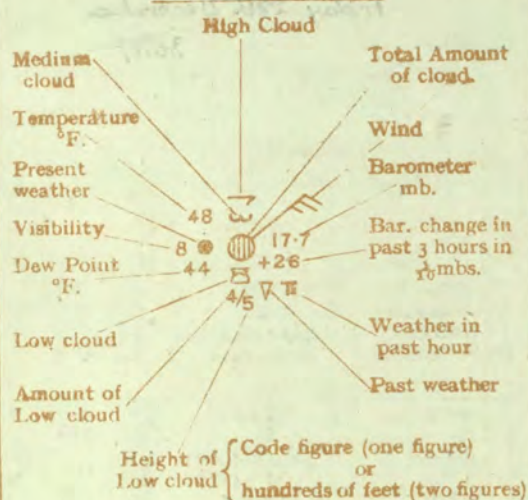 High Cloud
Medium
cloud
Total Amount
of cloud.
Temperature
°F.
Wind
Present
weather
Barometer
mb.
48
Visibility
8
17·7
Bar. change in
past 3 hours in
1/10 mbs.
+26
Dew Point
°F.
44
4/5
Low cloud
Weather in
past hour
Amount of
Low cloud
Past weather
Height of
Low cloud
Code figure (one figure)
or
hundreds of feet (two figures)